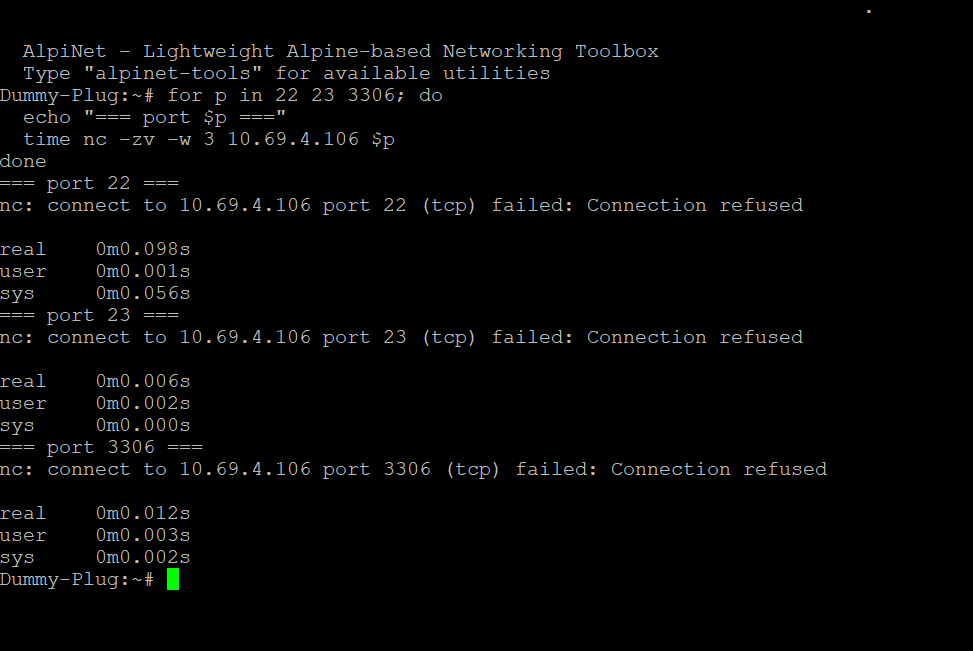 AlpiNet - Lightweight Alpine-based Networking Toolbox
Type "alpinet-tools" for available utilities
Dummy-Plug:~# for p in 22 23 3306; do
echo "=== port $p ==="
time nc -zv -w 3 10.69.4.106 $p
done
=== port 22 ===
nc: connect to 10.69.4.106 port 22 (tcp) failed: Connection refused
real 0m0.098s
user 0m0.001s
sys 0m0.056s
=== port 23 ===
nc: connect to 10.69.4.106 port 23 (tcp) failed: Connection refused
real 0m0.006s
user 0m0.002s
sys 0m0.000s
=== port 3306 ===
nc: connect to 10.69.4.106 port 3306 (tcp) failed: Connection refused
real 0m0.012s
user 0m0.003s
sys 0m0.002s
Dummy-Plug:~#